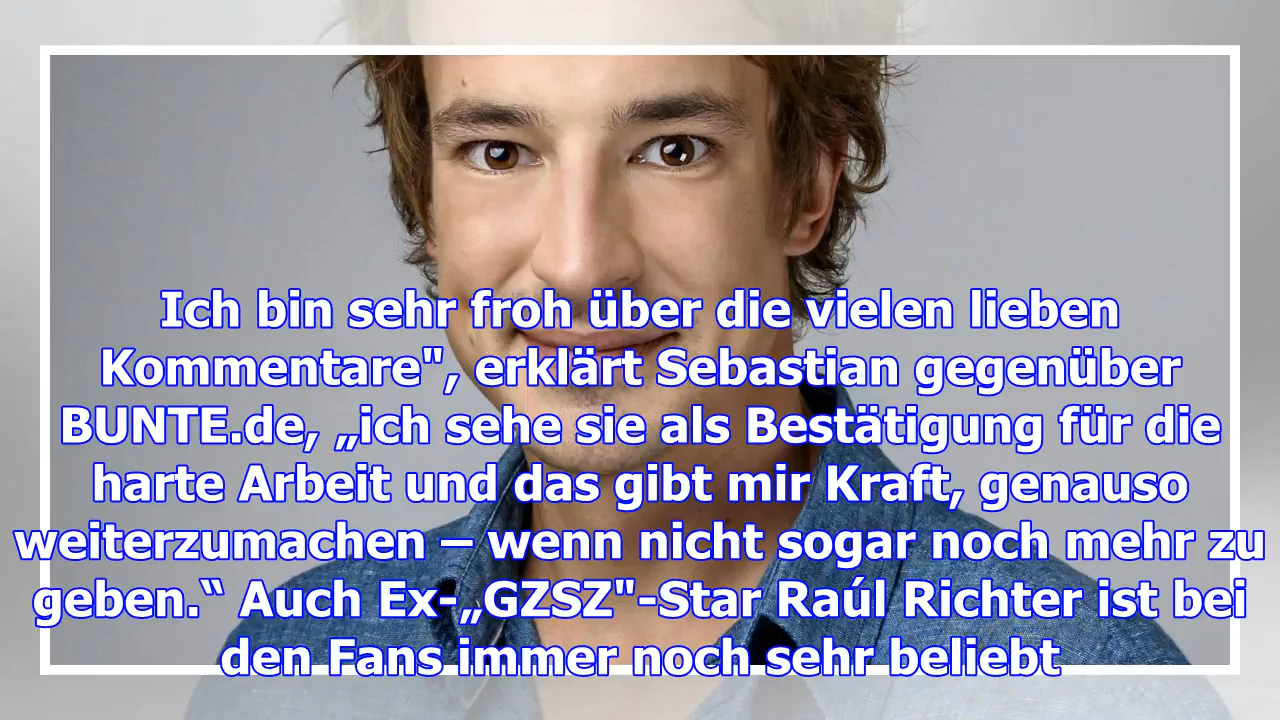 Ich bin sehr froh über die vielen lieben
Kommentare", erklärt Sebastian gegenüber
BUNTE.de, „ich sehe sie als Bestätigung für die
harte Arbeit und das gibt mir Kraft, genauso
weiterzumachen – wenn nicht sogar noch mehr zu
geben.“ Auch Ex-„GZSZ"-Star Raúl Richter ist bei
den Fans immer noch sehr beliebt